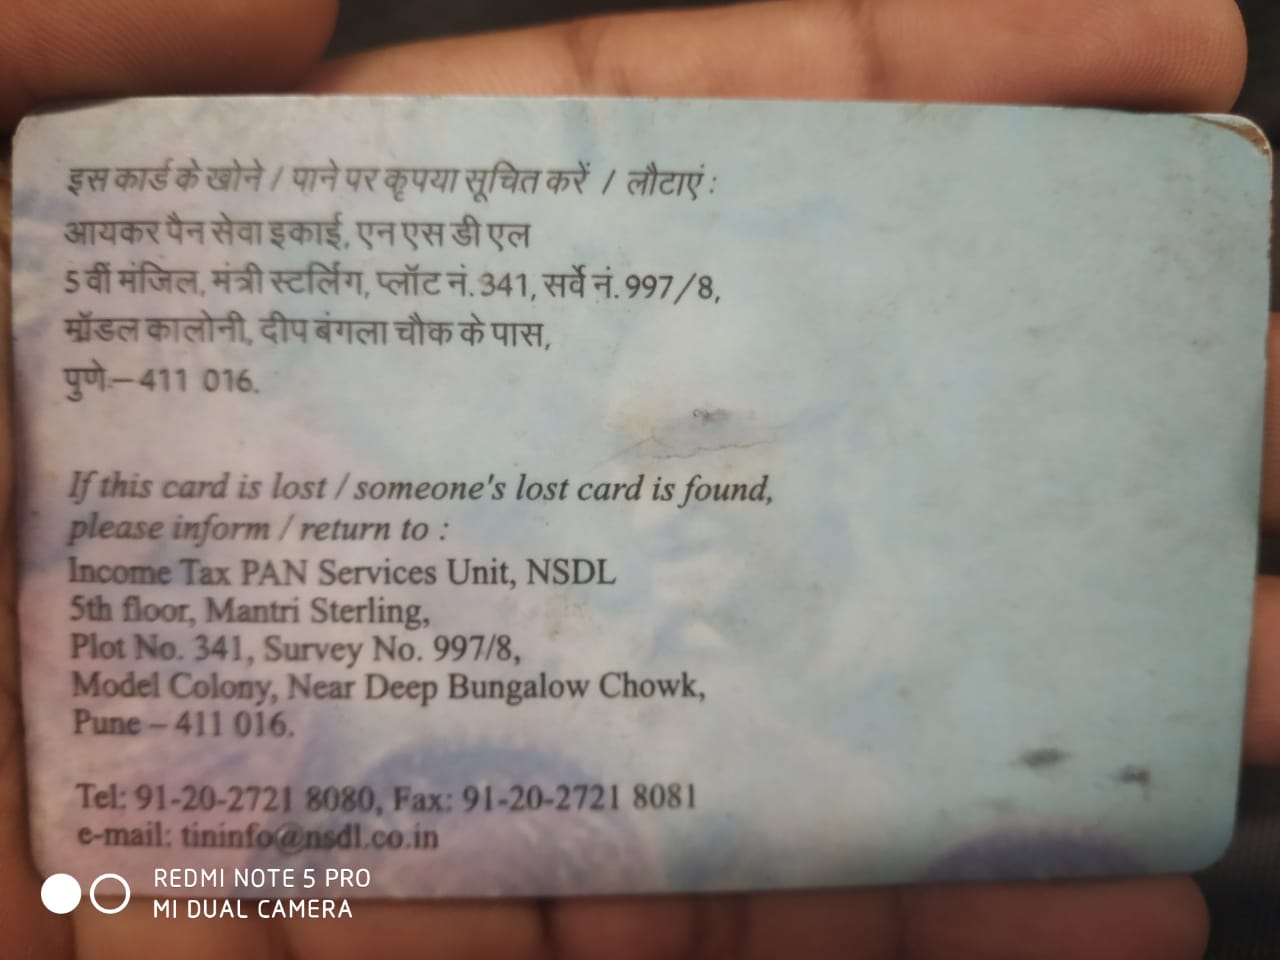 इस कार्ड के खोने / पाने पर कृपया सूचित करें / लौटाएं :
आयकर पैन सेवा इकाई, एन एस डी एल
5 वीं मंजिल, मंत्री स्टर्लिंग, प्लॉट नं. 341, सर्वे नं. 997/8,
मॉडल कालोनी, दीप बंगला चौक के पास,
पुणे–411 016.
If this card is lost / someone's lost card is found,
please inform / return to :
Income Tax PAN Services Unit, NSDL
5th floor, Mantri Sterling,
Plot No. 341, Survey No. 997/8,
Model Colony, Near Deep Bungalow Chowk,
Pune – 411 016.
Tel: 91-20-2721 8080, Fax: 91-20-2721 8081
e-mail: tininfo@nsdl.co.in
REDMI NOTE 5 PRO
MI DUAL CAMERA